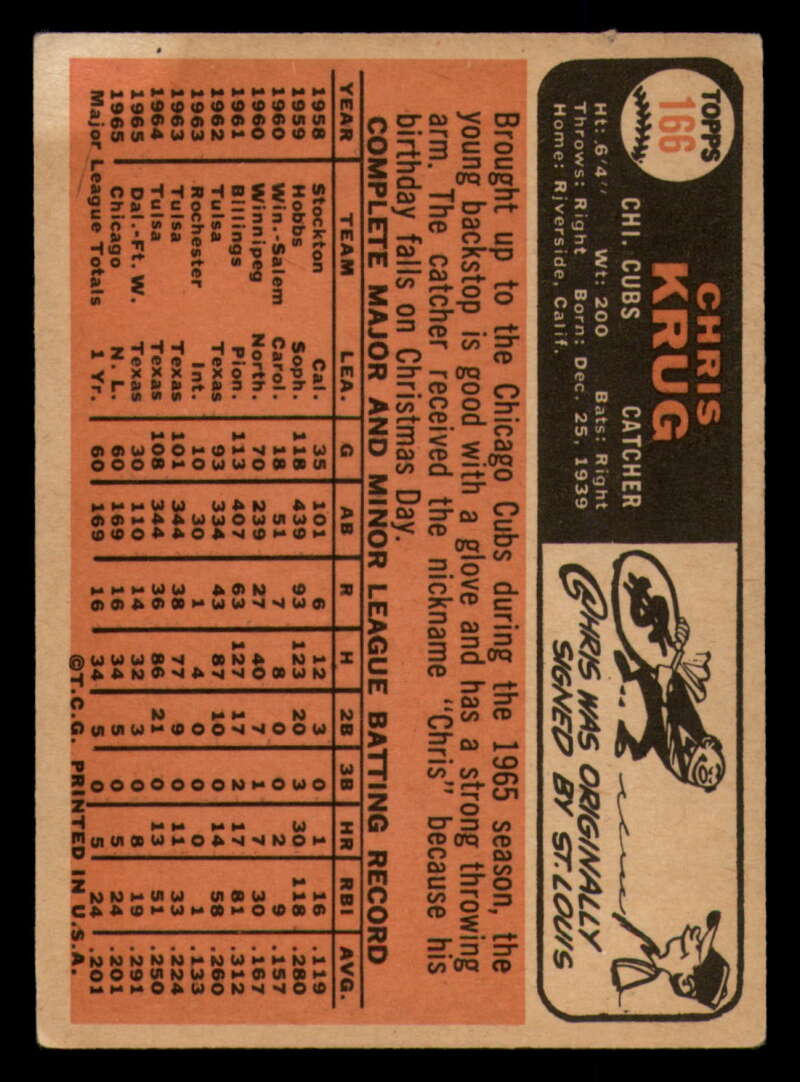 TOPPS
166
CHRIS
KRUG
CHI. CUBS CATCHER
Ht: 6'4" Wt: 200 Bats: Right
Throws: Right Born: Dec. 25, 1939
Home: Riverside, Calif.
CHRIS WAS ORIGINALLY
SIGNED BY ST. LOUIS
$
Brought up to the Chicago Cubs during the 1965 season, the
young backstop is good with a glove and has a strong throwing
arm. The catcher received the nickname "Chris" because his
birthday falls on Christmas Day.
COMPLETE MAJOR AND MINOR LEAGUE BATTING RECORD
YEAR TEAM LEA. G AB R H 2B 3B HR RBI AVG.
1958 Stockton Cal. 35 101 6 12 3 0 1 16 .119
1959 Hobbs Soph. 118 439 93 123 20 3 30 118 .280
1960 Win.-Salem Carol. 18 51 7 8 0 0 2 9 .157
1960 Winnipeg North. 70 239 27 40 7 1 7 30 .167
1961 Billings Pion. 113 407 63 127 17 2 17 81 .312
1962 Tulsa Texas 93 334 43 87 10 0 14 58 .260
1963 Rochester Int. 10 30 1 4 0 0 0 1 .133
1963 Tulsa Texas 101 344 38 77 9 0 11 33 .224
1964 Tulsa Texas 108 344 36 86 21 0 13 51 .250
1965 Dal.-Ft. W. Texas 30 110 14 32 3 0 8 19 .291
1965 Chicago N. L. 60 169 16 34 5 0 5 24 .201
Major League Totals 1 Yr. 60 169 16 34 5 0 5 24 .201
©T.C.G. PRINTED IN U.S.A.